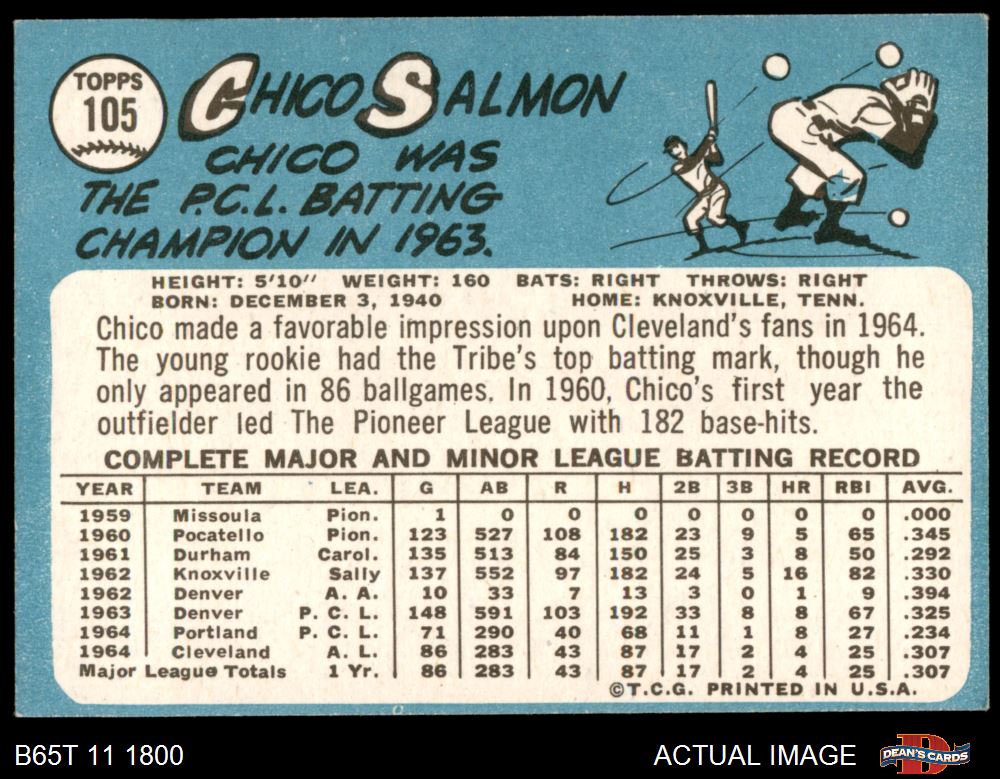 TOPPS
105
CHICO SALMON
CHICO WAS
THE P.C.L. BATTING
CHAMPION IN 1963.
HEIGHT: 5'10" WEIGHT: 160 BATS: RIGHT THROWS: RIGHT
BORN: DECEMBER 3, 1940 HOME: KNOXVILLE, TENN.
Chico made a favorable impression upon Cleveland's fans in 1964.
The young rookie had the Tribe's top batting mark, though he
only appeared in 86 ballgames. In 1960, Chico's first year the
outfielder led The Pioneer League with 182 base-hits.
COMPLETE MAJOR AND MINOR LEAGUE BATTING RECORD
YEAR TEAM LEA. G AB R H 2B 3B HR RBI AVG.
1959 Missoula Pion. 1 0 0 0 0 0 0 0 .000
1960 Pocatello Pion. 123 527 108 182 23 9 5 65 .345
1961 Durham Carol. 135 513 84 150 25 3 8 50 .292
1962 Knoxville Sally 137 552 97 182 24 5 16 82 .330
1962 Denver A. A. 10 33 7 13 3 0 1 9 .394
1963 Denver P. C. L. 148 591 103 192 33 8 8 67 .325
1964 Portland P. C. L. 71 290 40 68 11 1 8 27 .234
1964 Cleveland A. L. 86 283 43 87 17 2 4 25 .307
Major League Totals 1 Yr. 86 283 43 87 17 2 4 25 .307
©T.C.G. PRINTED IN U.S.A.
B65T 11 1800 ACTUAL IMAGE DEAN'S CARDS